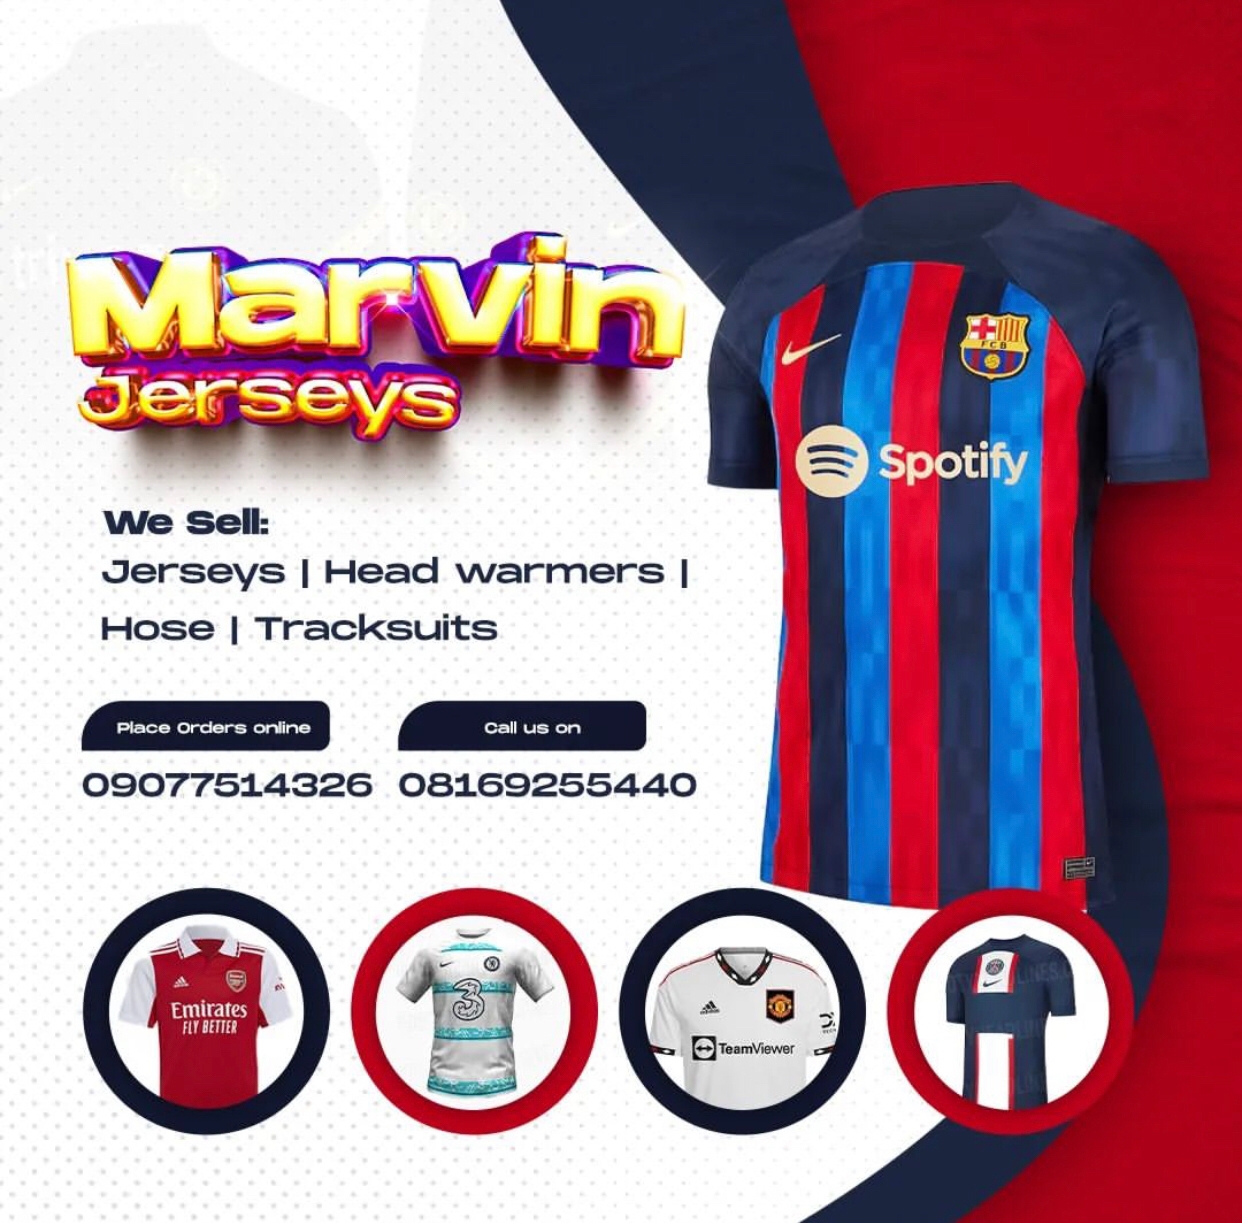 Marvin
Jerseys
We Sell:
Jerseys | Head warmers |
Hose | Tracksuits
Place Orders online
Call us on
09077514326
08169255440
FCB
Spotify
Emirates
FLY BETTER
3
TeamViewer